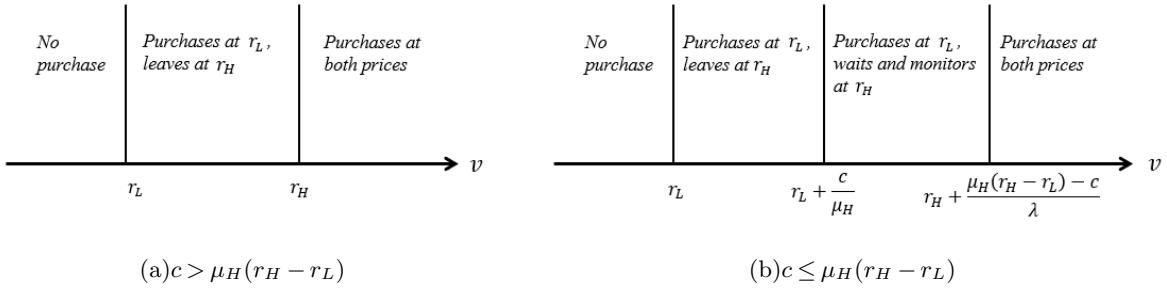 No
purchase
Purchases at r_L,
leaves at r_H
Purchases at
both prices
v
r_L
r_H
(a)c > μ_H(r_H − r_L)
No
purchase
Purchases at r_L,
leaves at r_H
Purchases at r_L,
waits and monitors
at r_H
Purchases at
both prices
v
r_L
r_L + c/μ_H
r_H + (μ_H(r_H − r_L) − c)/λ
(b)c ≤ μ_H(r_H − r_L)